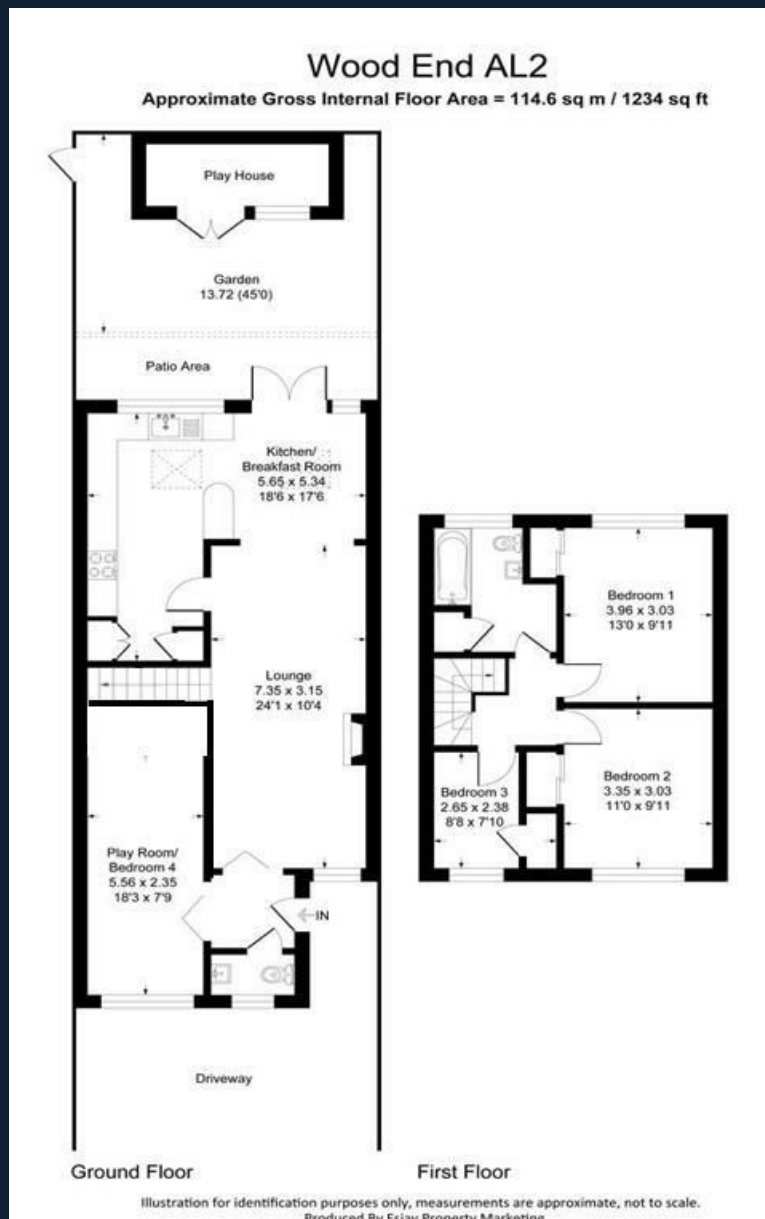 Wood End AL2
Approximate Gross Internal Floor Area = 114.6 sq m / 1234 sq ft
Play House
Garden
13.72 (45'0)
Patio Area
Kitchen/
Breakfast Room
5.65 x 5.34
18'6 x 17'6
Lounge
7.35 x 3.15
24'1 x 10'4
Play Room/
Bedroom 4
5.56 x 2.35
18'3 x 7'9
IN
Driveway
Ground Floor
Bedroom 1
3.96 x 3.03
13'0 x 9'11
Bedroom 2
3.35 x 3.03
11'0 x 9'11
Bedroom 3
2.65 x 2.38
8'8 x 7'10
First Floor
Illustration for identification purposes only, measurements are approximate, not to scale.
Produced By Esjay Property Marketing